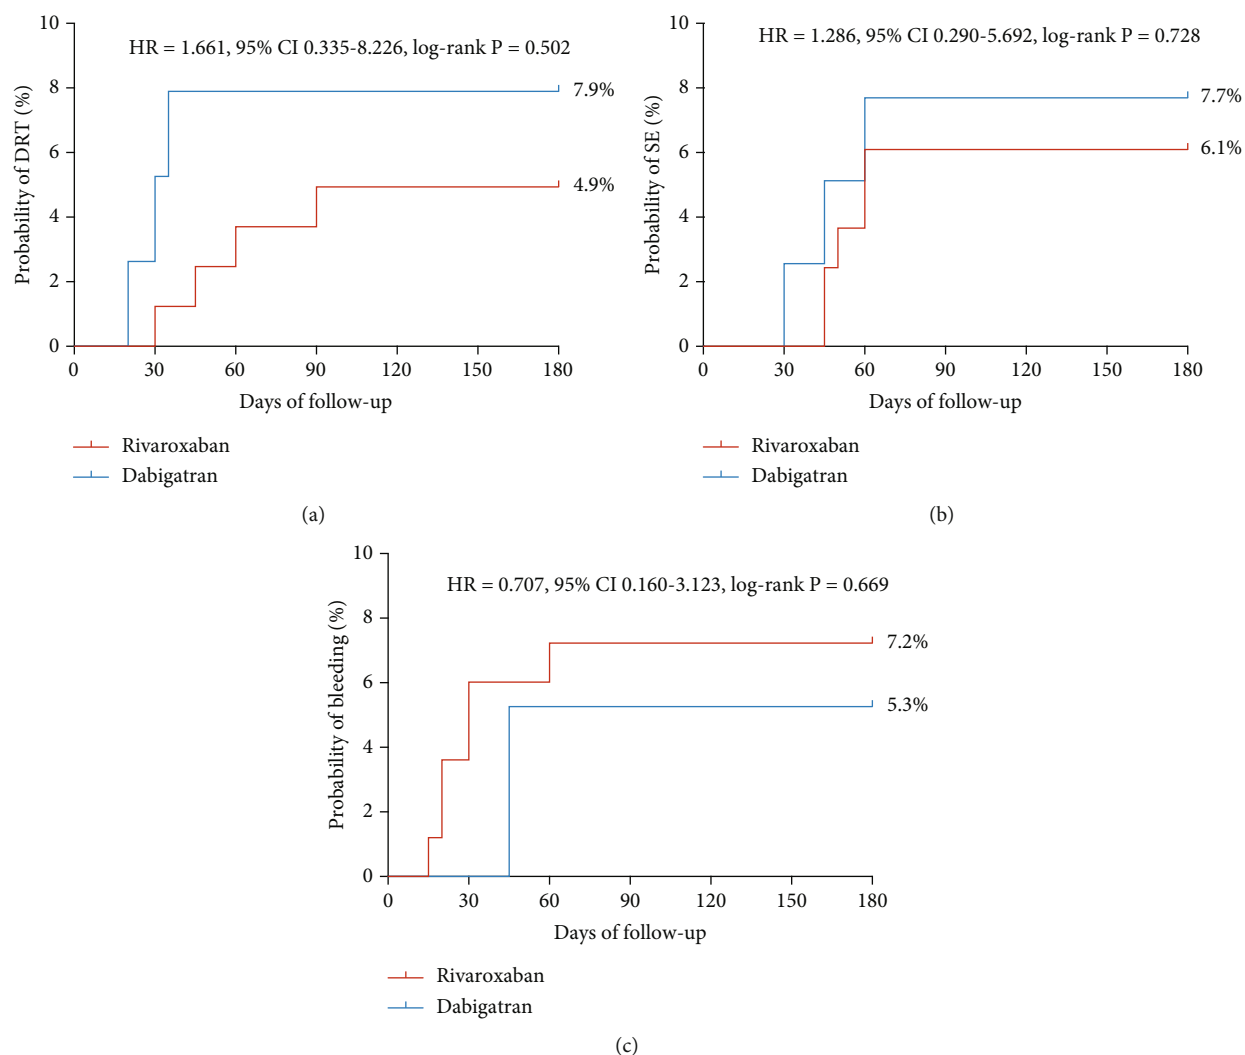 HR = 1.661, 95% CI 0.335-8.226, log-rank P = 0.502
Probability of DRT (%)
10
8
6
4
2
0
7.9%
4.9%
0 30 60 90 120 150 180
Days of follow-up
Rivaroxaban
Dabigatran
(a)
HR = 1.286, 95% CI 0.290-5.692, log-rank P = 0.728
Probability of SE (%)
10
8
6
4
2
0
7.7%
6.1%
0 30 60 90 120 150 180
Days of follow-up
Rivaroxaban
Dabigatran
(b)
HR = 0.707, 95% CI 0.160-3.123, log-rank P = 0.669
Probability of bleeding (%)
10
8
6
4
2
0
7.2%
5.3%
0 30 60 90 120 150 180
Days of follow-up
Rivaroxaban
Dabigatran
(c)